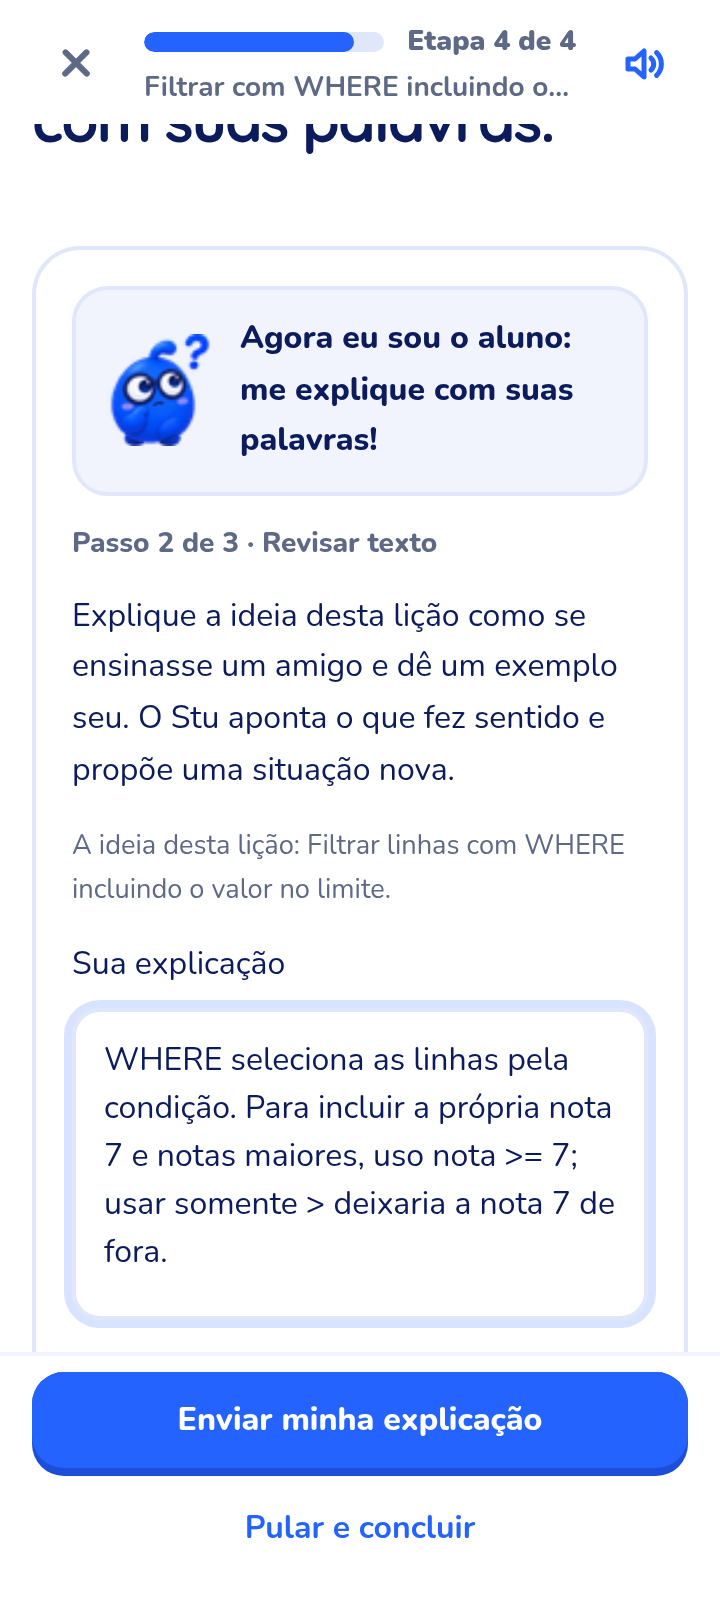 Etapa 4 de 4
Filtrar com WHERE incluindo o...
com suas palavras.
Agora eu sou o aluno:
me explique com suas
palavras!
Passo 2 de 3 · Revisar texto
Explique a ideia desta lição como se
ensinasse um amigo e dê um exemplo
seu. O Stu aponta o que fez sentido e
propõe uma situação nova.
A ideia desta lição: Filtrar linhas com WHERE
incluindo o valor no limite.
Sua explicação
WHERE seleciona as linhas pela
condição. Para incluir a própria nota
7 e notas maiores, uso nota >= 7;
usar somente > deixaria a nota 7 de
fora.
Enviar minha explicação
Pular e concluir